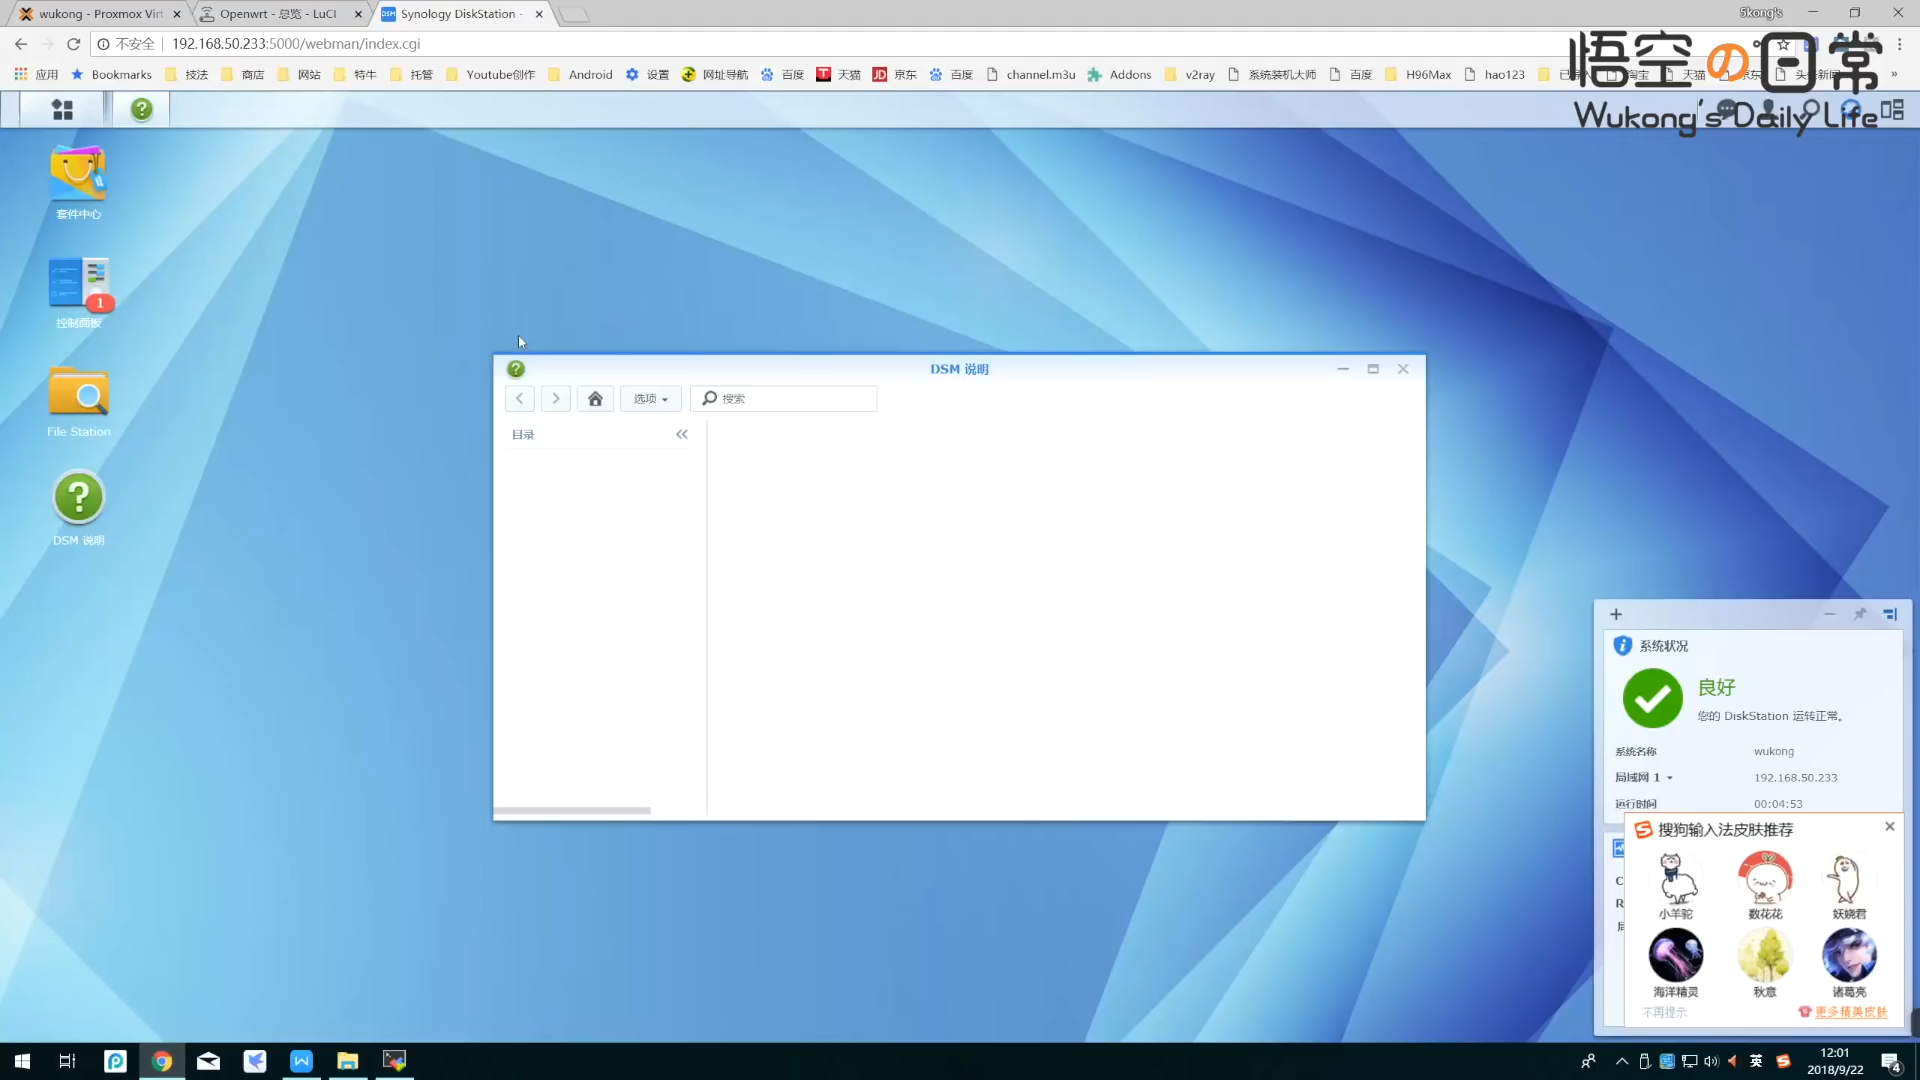 wukong - Proxmox Virt
Openwrt - 总览 - LuCI
Synology DiskStation -
5kong's
不安全
192.168.50.233:5000/webman/index.cgi
应用
Bookmarks
技法
商店
网站
特牛
托管
Youtube创作
Android
设置
网址导航
百度
天猫
京东
百度
channel.m3u
Addons
v2ray
系统装机大师
百度
H96Max
hao123
天猫
悟空の日常
Wukong's Daily Life
套件中心
1
控制面板
File Station
DSM 说明
DSM 说明
选项
搜索
目录
系统状况
良好
您的 DiskStation 运转正常。
系统名称
wukong
局域网 1
192.168.50.233
运行时间
00:04:53
搜狗输入法皮肤推荐
小羊驼
数花花
妖娆君
海洋精灵
秋意
诸葛亮
不再提示
更多精美皮肤
英
12:01
2018/9/22
4